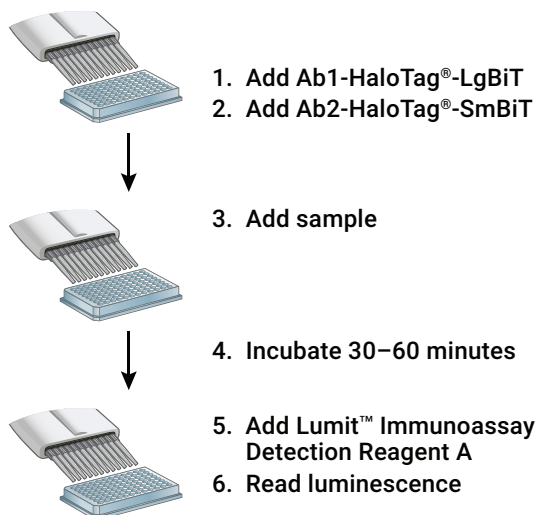 1. Add Ab1-HaloTag®-LgBiT
2. Add Ab2-HaloTag®-SmBiT
3. Add sample
4. Incubate 30–60 minutes
5. Add Lumit™ Immunoassay
Detection Reagent A
6. Read luminescence